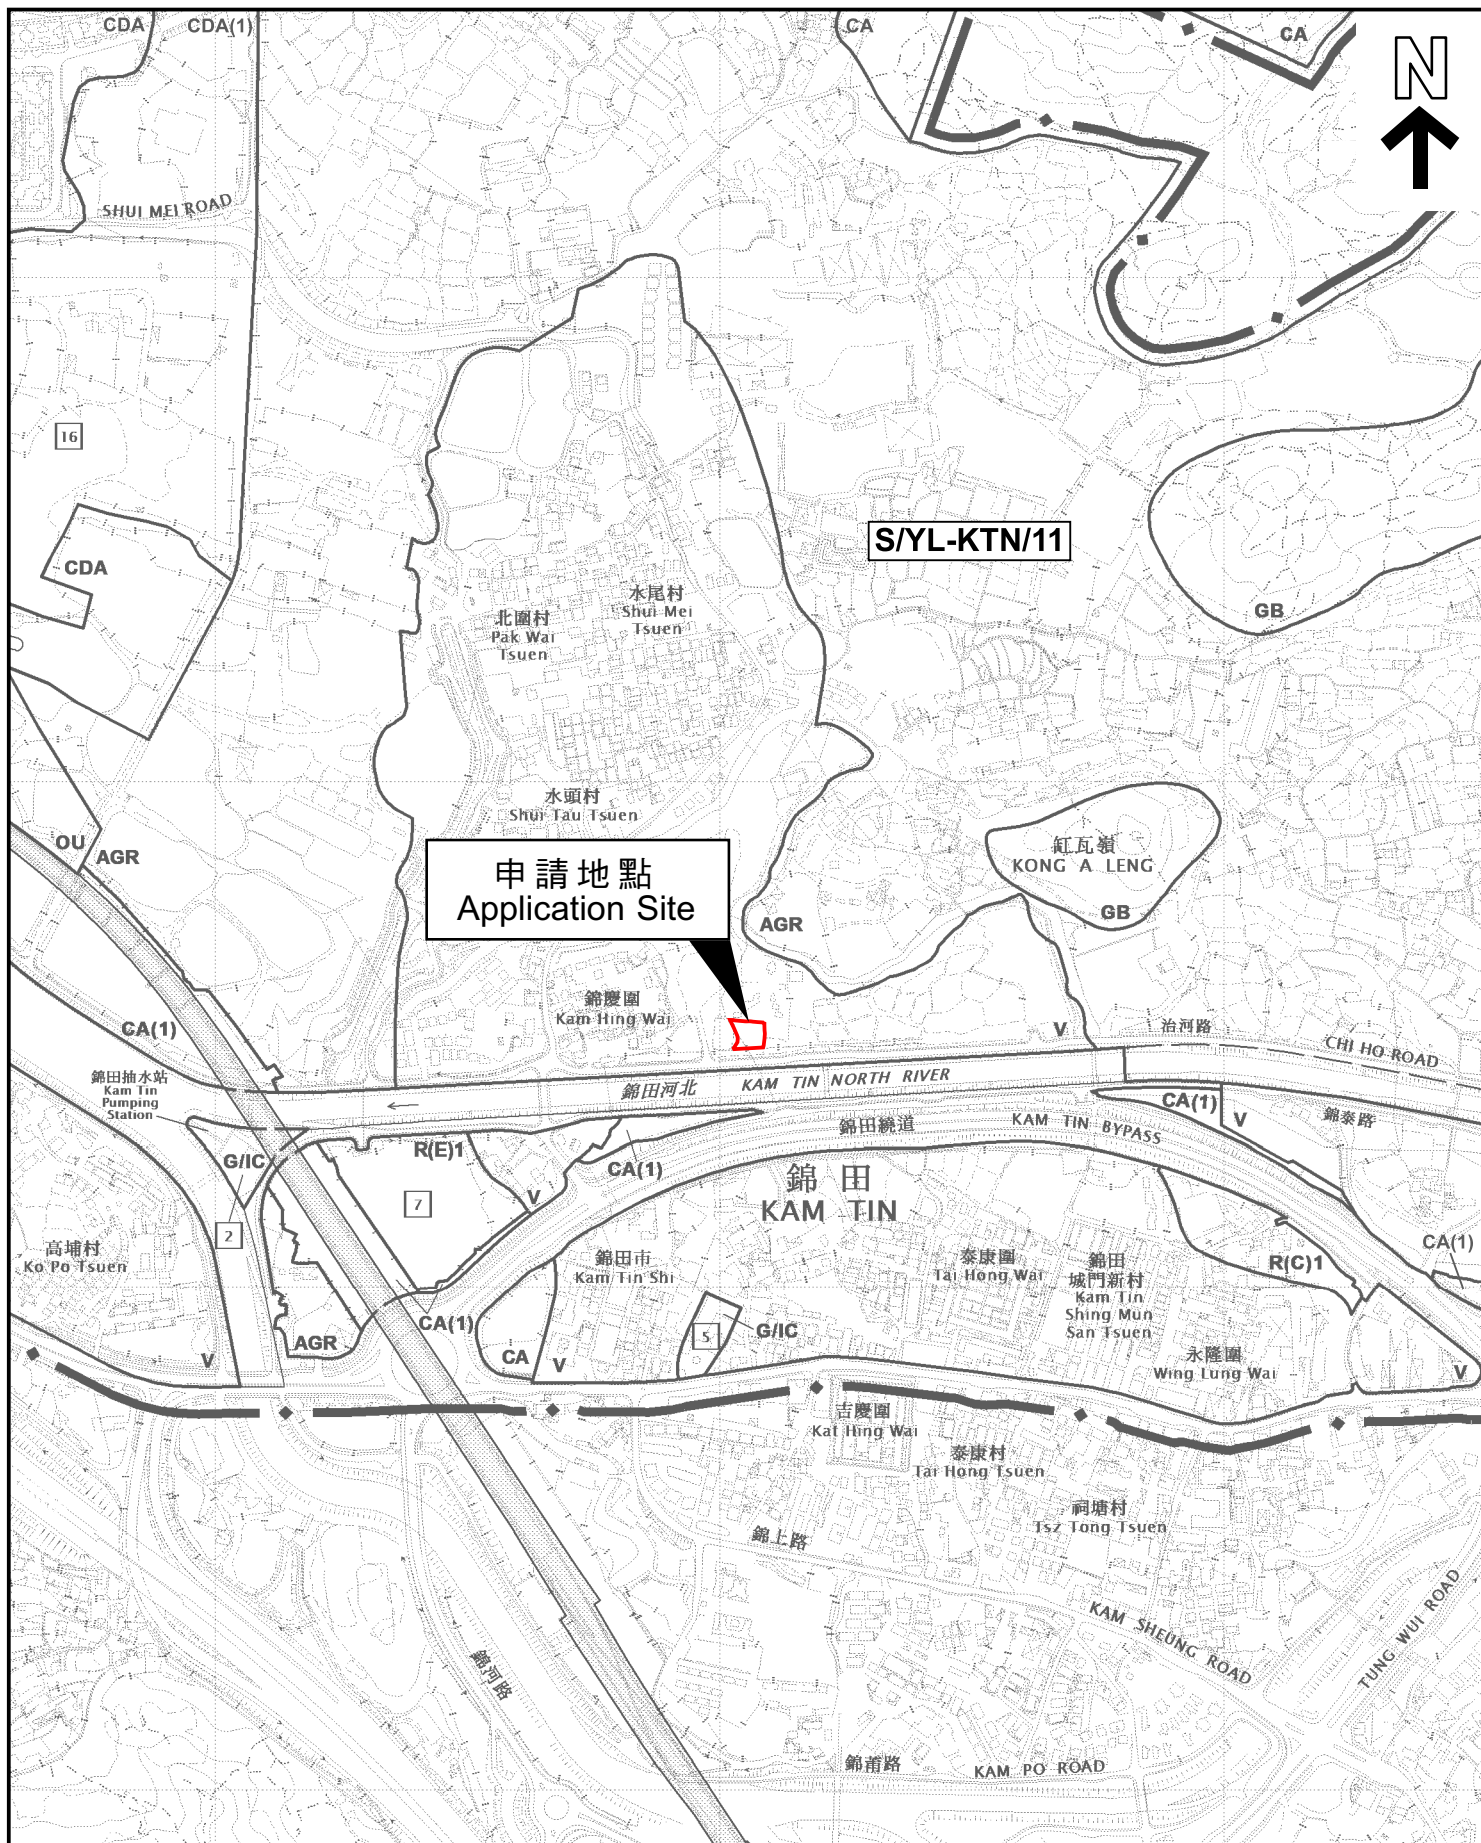 CDA
CDA(1)
CA
CA
N
SHUI MEI ROAD
16
CDA
S/YL-KTN/11
水尾村
Shui Mei
Tsuen
北圍村
Pak Wai
Tsuen
GB
水頭村
Shui Tau Tsuen
OU
AGR
申請地點
Application Site
缸瓦嶺
KONG A LENG
GB
AGR
錦慶圍
Kam Hing Wai
CA(1)
V
治河路
CHI HO ROAD
錦田抽水站
Kam Tin
Pumping
Station
錦田河北
KAM TIN NORTH RIVER
CA(1)
V
錦泰路
錦田繞道
KAM TIN BYPASS
R(E)1
G/IC
CA(1)
7
V
錦田
KAM TIN
2
高埔村
Ko Po Tsuen
錦田市
Kam Tin Shi
泰康圍
Tai Hong Wai
錦田
城門新村
Kam Tin
Shing Mun
San Tsuen
R(C)1
CA(1)
CA(1)
AGR
V
CA
V
5
G/IC
永隆圍
Wing Lung Wai
V
吉慶圍
Kat Hing Wai
泰康村
Tai Hong Tsuen
祠塘村
Tsz Tong Tsuen
錦上路
KAM SHEUNG ROAD
TUNG WUI ROAD
錦河路
錦莆路
KAM PO ROAD